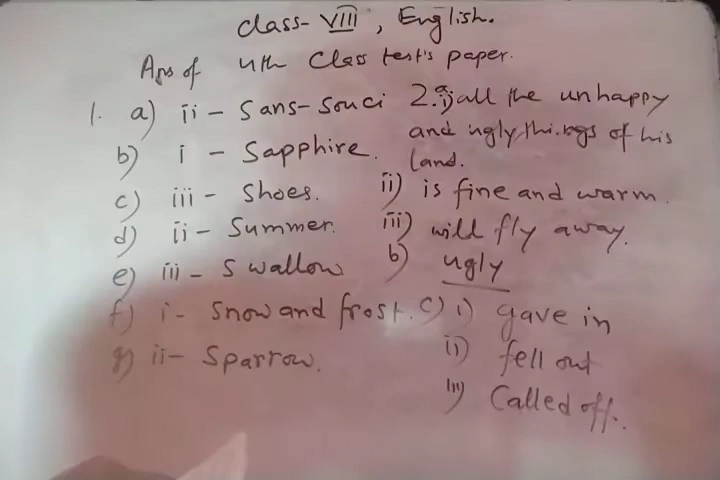 class- VIII, English.
Ans of 4th Class test's paper.
1. a) ii - Sans-Souci
b) i - Sapphire.
c) iii - Shoes.
d) ii - Summer.
e) iii - Swallow
f) i - Snow and frost.
g) ii - Sparrow.
2. a) i) all the unhappy
and ugly things of his
land.
ii) is fine and warm.
iii) will fly away.
b) ugly
c) i) gave in
ii) fell out
iii) Called off.